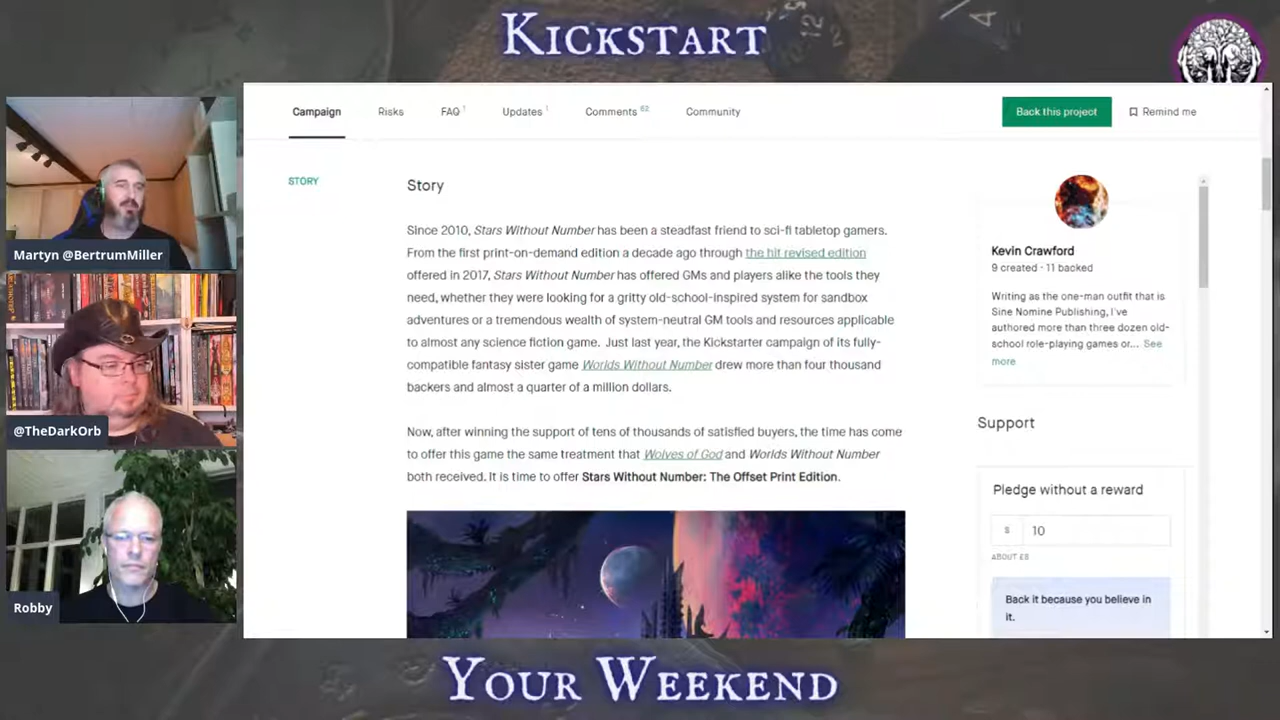 KICKSTART
Martyn @BertrumMiller
@TheDarkOrb
Robby
Campaign
Risks
FAQ 1
Updates 1
Comments 62
Community
Back this project
Remind me
STORY
Story
Since 2010, Stars Without Number has been a steadfast friend to sci-fi tabletop gamers.
From the first print-on-demand edition a decade ago through the hit revised edition
offered in 2017, Stars Without Number has offered GMs and players alike the tools they
need, whether they were looking for a gritty old-school-inspired system for sandbox
adventures or a tremendous wealth of system-neutral GM tools and resources applicable
to almost any science fiction game. Just last year, the Kickstarter campaign of its fully-
compatible fantasy sister game Worlds Without Number drew more than four thousand
backers and almost a quarter of a million dollars.
Now, after winning the support of tens of thousands of satisfied buyers, the time has come
to offer this game the same treatment that Wolves of God and Worlds Without Number
both received. It is time to offer Stars Without Number: The Offset Print Edition.
Kevin Crawford
9 created · 11 backed
Writing as the one-man outfit that is
Sine Nomine Publishing, I've
authored more than three dozen old-
school role-playing games or... See
more
Support
Pledge without a reward
$ 10
ABOUT £8
Back it because you believe in
it.
YOUR WEEKEND